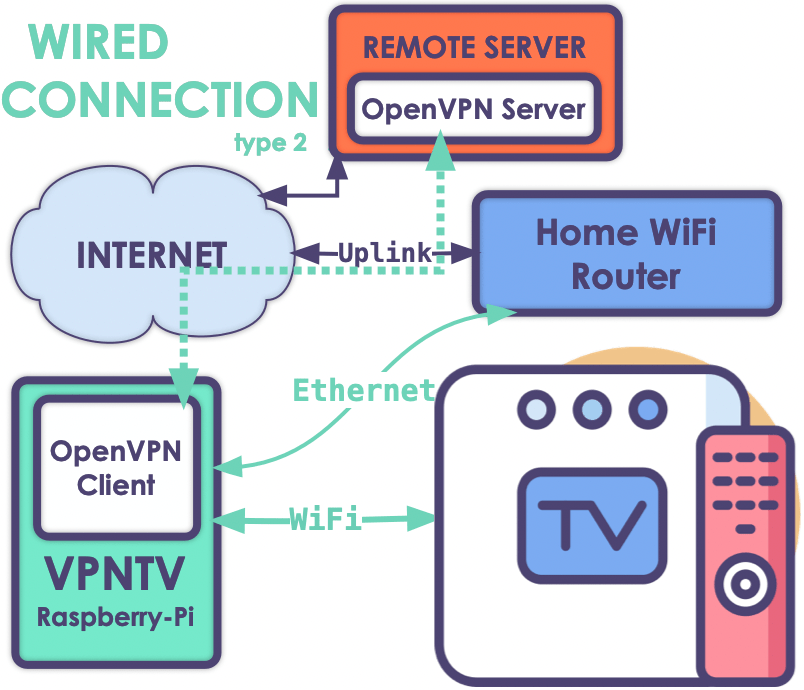 WIRED
CONNECTION
type 2
REMOTE SERVER
OpenVPN Server
INTERNET
Uplink
Home WiFi
Router
Ethernet
OpenVPN
Client
WiFi
VPNTV
Raspberry-Pi
TV